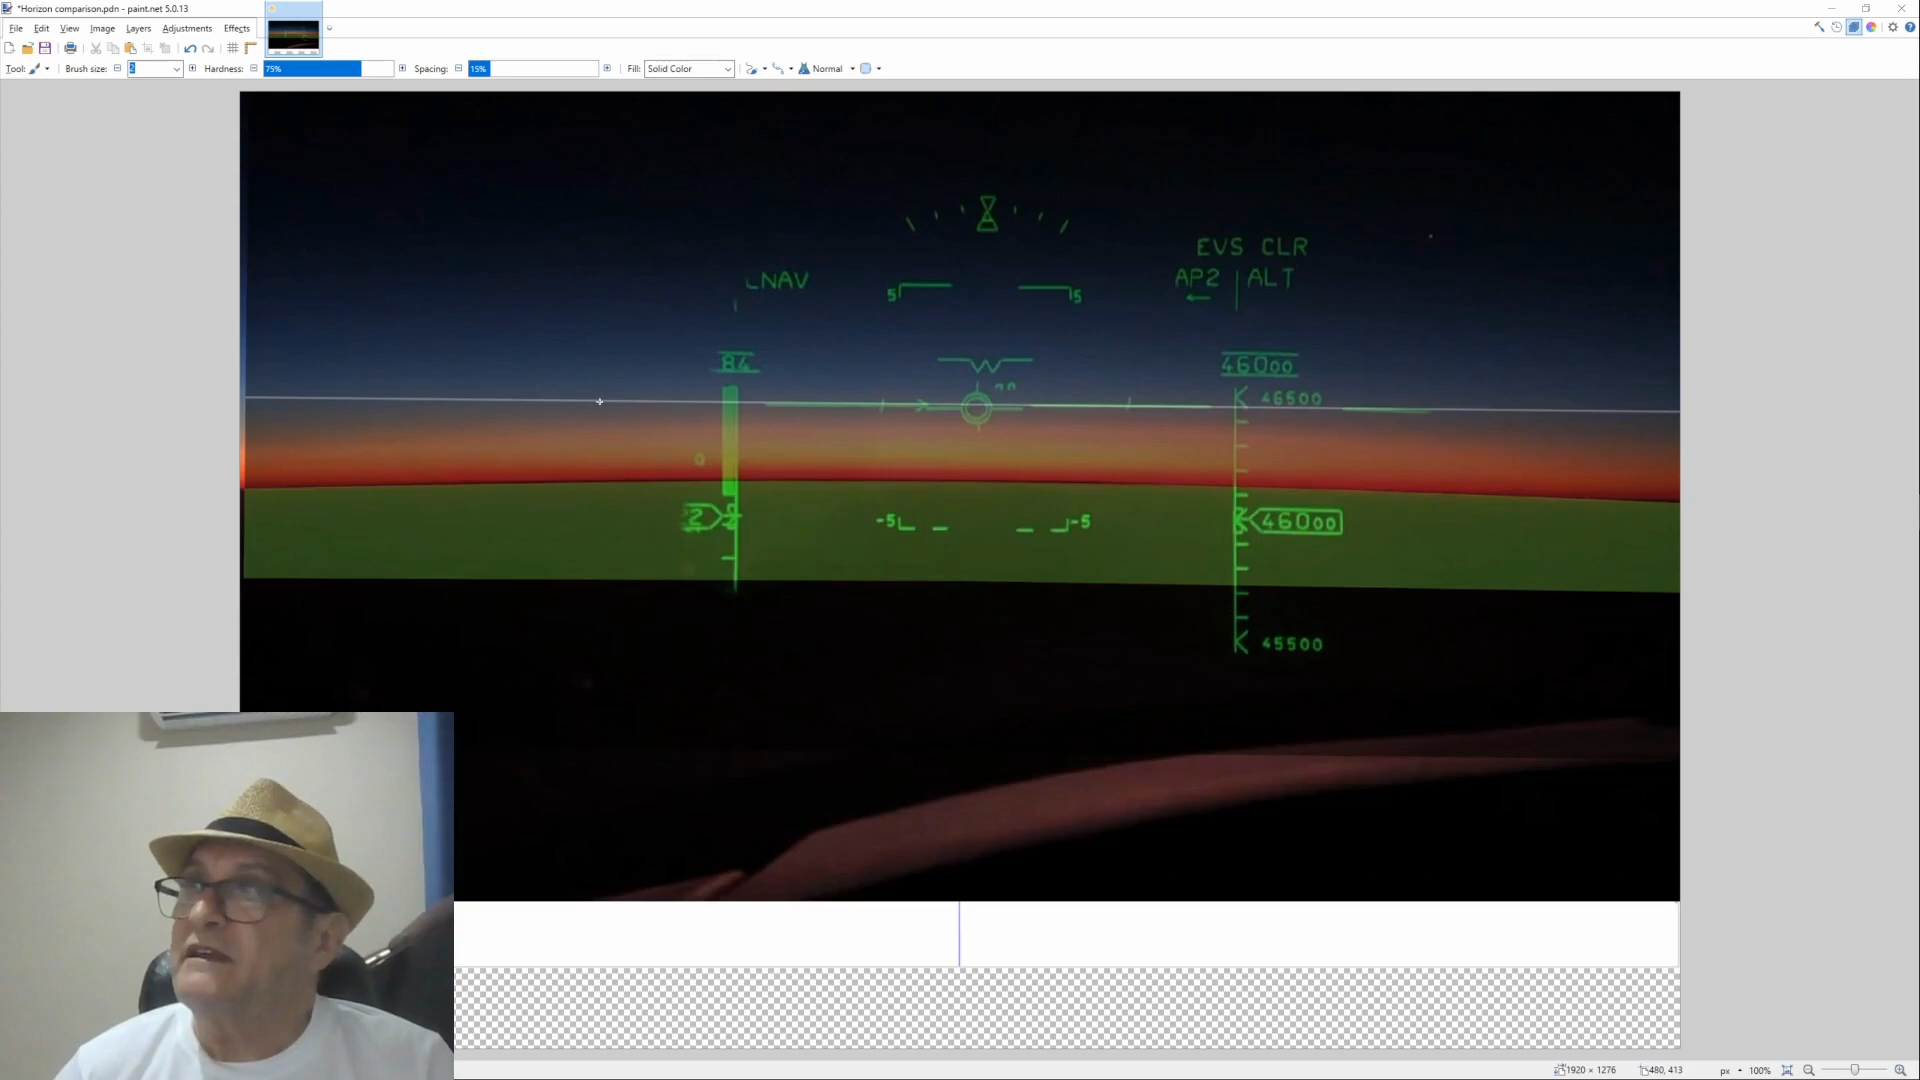 *Horizon comparison.pdn - paint.net 5.0.13
File Edit View Image Layers Adjustments Effects
Tool: Brush size: 2 Hardness: 75% Spacing: 15% Fill: Solid Color Normal
EVS CLR
LNAV AP2 ALT
5 5
84 46000
46500
-5 -5
2 46000
45500
1920 × 1276 480, 413 px 100%